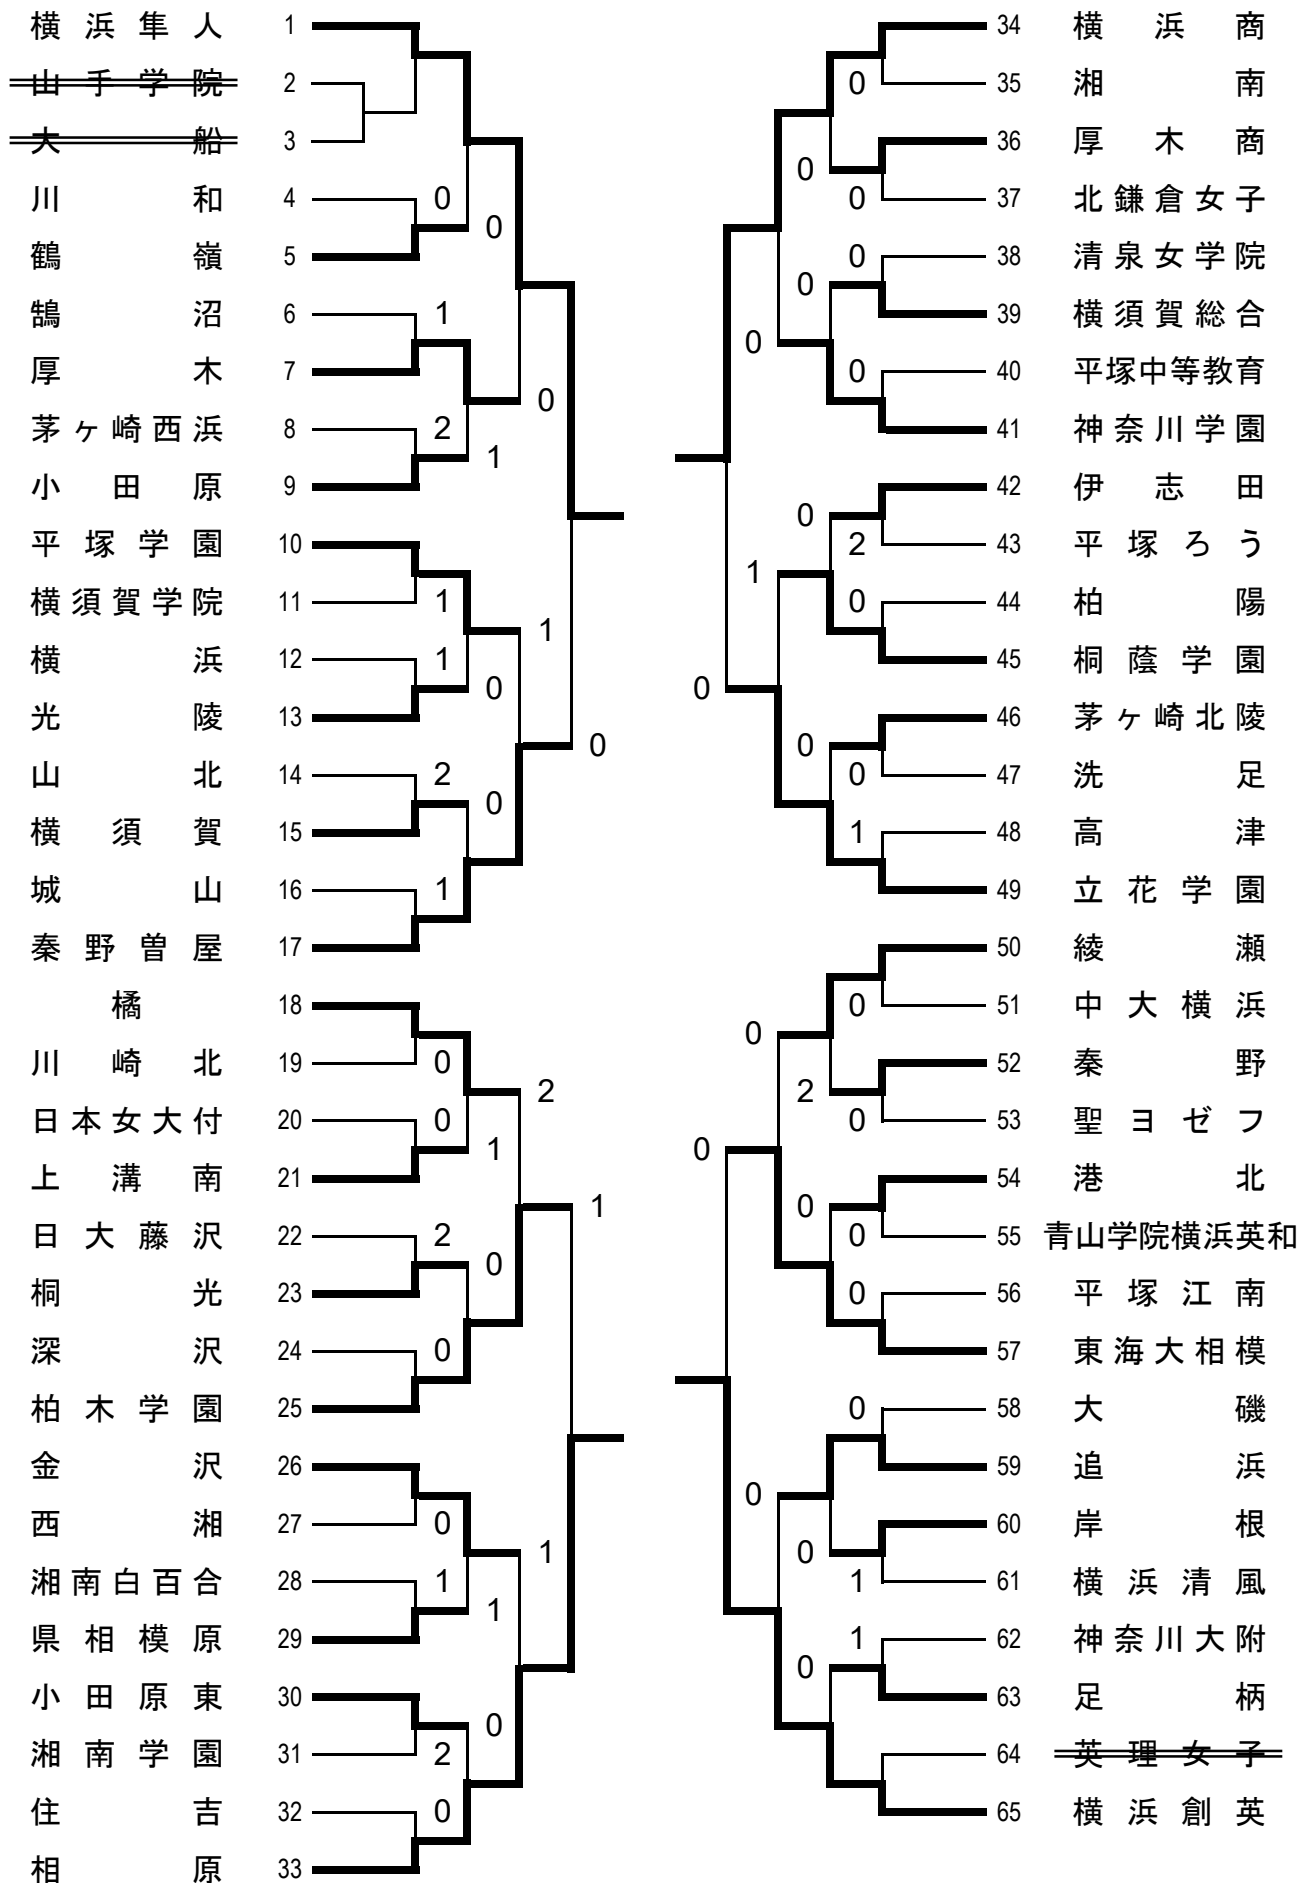 横浜隼人 1
山手学院 2
大船 3
川和 4
鶴嶺 5
鵠沼 6
厚木 7
茅ヶ崎西浜 8
小田原 9
平塚学園 10
横須賀学院 11
横浜 12
光陵 13
山北 14
横須賀 15
城山 16
秦野曽屋 17
橘 18
川崎北 19
日本女大付 20
上溝南 21
日大藤沢 22
桐光 23
深沢 24
柏木学園 25
金沢 26
西湘 27
湘南白百合 28
県相模原 29
小田原東 30
湘南学園 31
住吉 32
相原 33
0
0
1
0
2
1
1
1
1
0
2
0
0
1
0
2
0
1
1
2
0
0
0
1
1
1
0
2
0
34 横浜商
35 湘南
36 厚木商
37 北鎌倉女子
38 清泉女学院
39 横須賀総合
40 平塚中等教育
41 神奈川学園
42 伊志田
43 平塚ろう
44 柏陽
45 桐蔭学園
46 茅ヶ崎北陵
47 洗足
48 高津
49 立花学園
50 綾瀬
51 中大横浜
52 秦野
53 聖ヨゼフ
54 港北
55 青山学院横浜英和
56 平塚江南
57 東海大相模
58 大磯
59 追浜
60 岸根
61 横浜清風
62 神奈川大附
63 足柄
64 英理女子
65 横浜創英
0
0
0
0
0
0
0
0
2
1
0
0
0
0
1
0
0
2
0
0
0
0
0
0
0
0
1
1
0